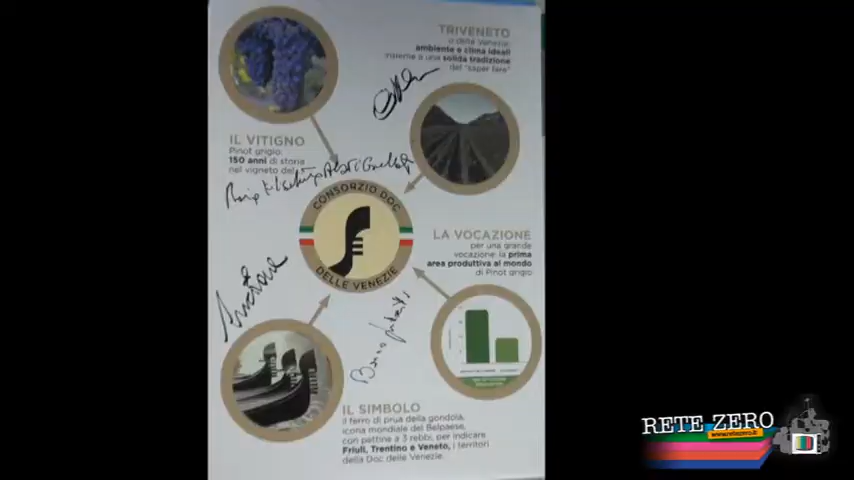 TRIVENETO
o delle Venezie:
ambiente e clima ideali
insieme a una solida tradizione
del "saper fare"
IL VITIGNO
Pinot grigio:
150 anni di storia
nel vigneto del
CONSORZIO DOC
DELLE VENEZIE
LA VOCAZIONE
per una grande
vocazione: la prima
area produttiva al mondo
di Pinot grigio
IL SIMBOLO
il ferro di prua della gondola,
icona mondiale del Belpaese,
con pettine a 3 rebbi, per indicare
Friuli, Trentino e Veneto, i territori
della Doc delle Venezie.
RETE ZERO
www.retezero.it